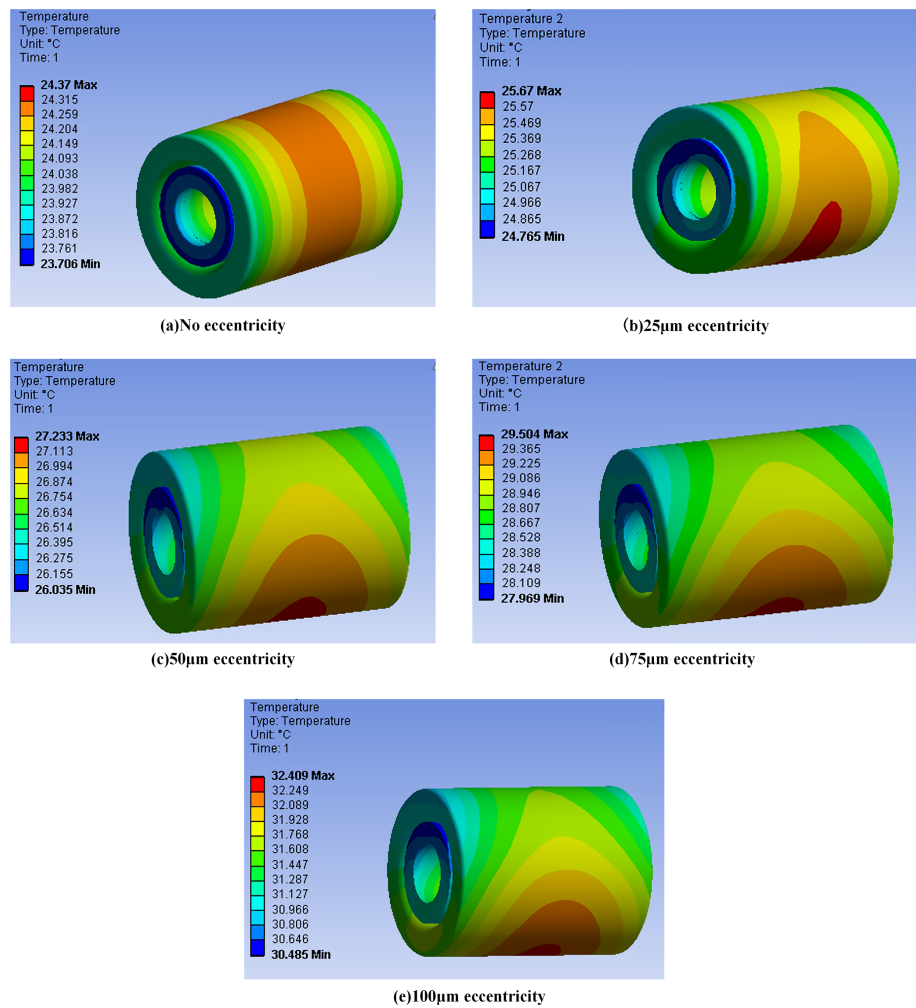 Temperature
Type: Temperature
Unit: °C
Time: 1
24.37 Max
24.315
24.259
24.204
24.149
24.093
24.038
23.982
23.927
23.872
23.816
23.761
23.706 Min
(a)No eccentricity
Temperature 2
Type: Temperature
Unit: °C
Time: 1
25.67 Max
25.57
25.469
25.369
25.268
25.167
25.067
24.966
24.865
24.765 Min
(b)25μm eccentricity
Temperature
Type: Temperature
Unit: °C
Time: 1
27.233 Max
27.113
26.994
26.874
26.754
26.634
26.514
26.395
26.275
26.155
26.035 Min
(c)50μm eccentricity
Temperature 2
Type: Temperature
Unit: °C
Time: 1
29.504 Max
29.365
29.225
29.086
28.946
28.807
28.667
28.528
28.388
28.248
28.109
27.969 Min
(d)75μm eccentricity
Temperature
Type: Temperature
Unit: °C
Time: 1
32.409 Max
32.249
32.089
31.928
31.768
31.608
31.447
31.287
31.127
30.966
30.806
30.646
30.485 Min
(e)100μm eccentricity